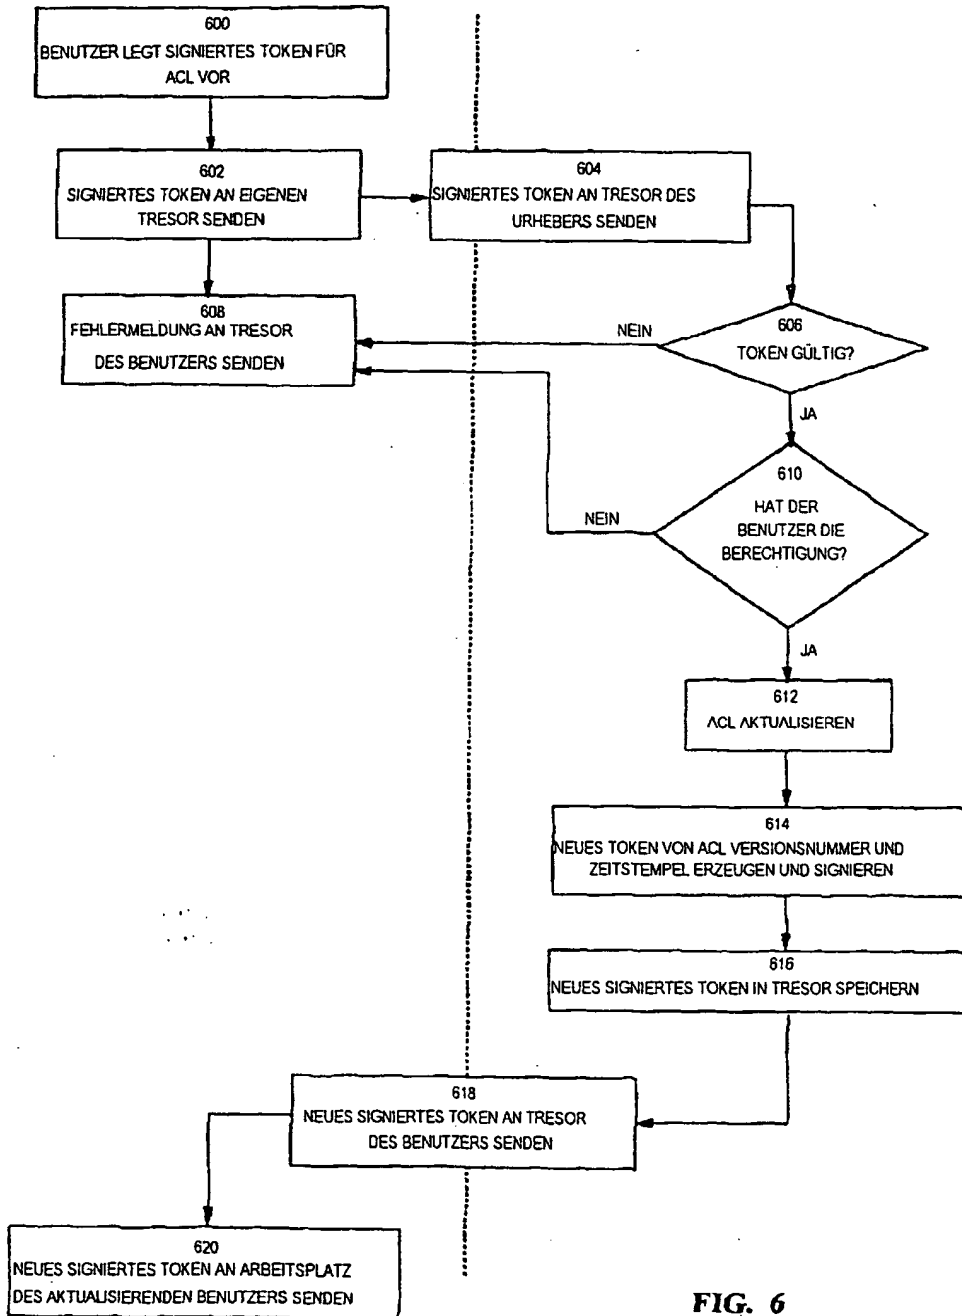 600
BENUTZER LEGT SIGNIERTES TOKEN FÜR
ACL VOR
602
SIGNIERTES TOKEN AN EIGENEN
TRESOR SENDEN
604
SIGNIERTES TOKEN AN TRESOR DES
URHEBERS SENDEN
608
FEHLERMELDUNG AN TRESOR
DES BENUTZERS SENDEN
NEIN
606
TOKEN GÜLTIG?
JA
610
HAT DER
BENUTZER DIE
BERECHTIGUNG?
NEIN
JA
612
ACL AKTUALISIEREN
614
NEUES TOKEN VON ACL VERSIONSNUMMER UND
ZEITSTEMPEL ERZEUGEN UND SIGNIEREN
616
NEUES SIGNIERTES TOKEN IN TRESOR SPEICHERN
618
NEUES SIGNIERTES TOKEN AN TRESOR
DES BENUTZERS SENDEN
620
NEUES SIGNIERTES TOKEN AN ARBEITSPLATZ
DES AKTUALISIERENDEN BENUTZERS SENDEN
FIG. 6